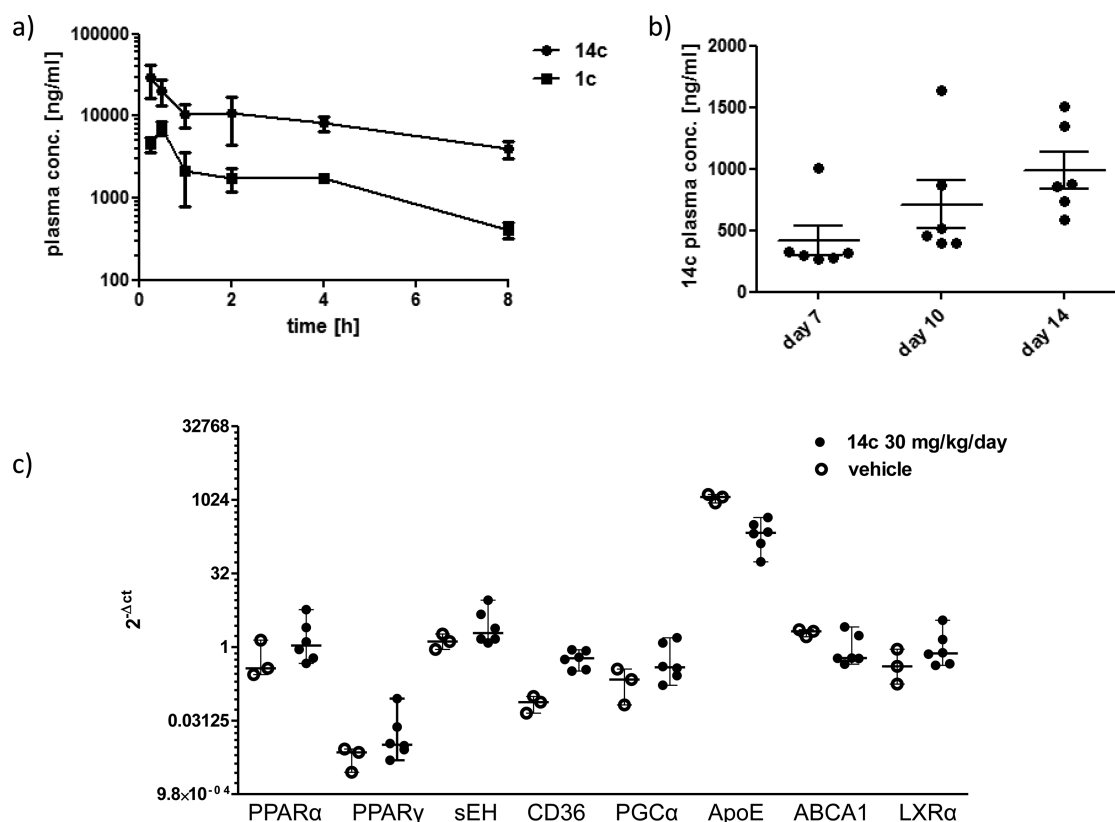 a)
100000
10000
1000
100
plasma conc. [ng/ml]
0 2 4 6 8
time [h]
14c
1c
b)
2000
1500
1000
500
0
14c plasma conc. [ng/ml]
day 7
day 10
day 14
c)
32768
1024
32
1
0.03125
9.8×10⁻⁰⁴
2^-Δct
14c 30 mg/kg/day
vehicle
PPARα PPARγ sEH CD36 PGCα ApoE ABCA1 LXRα